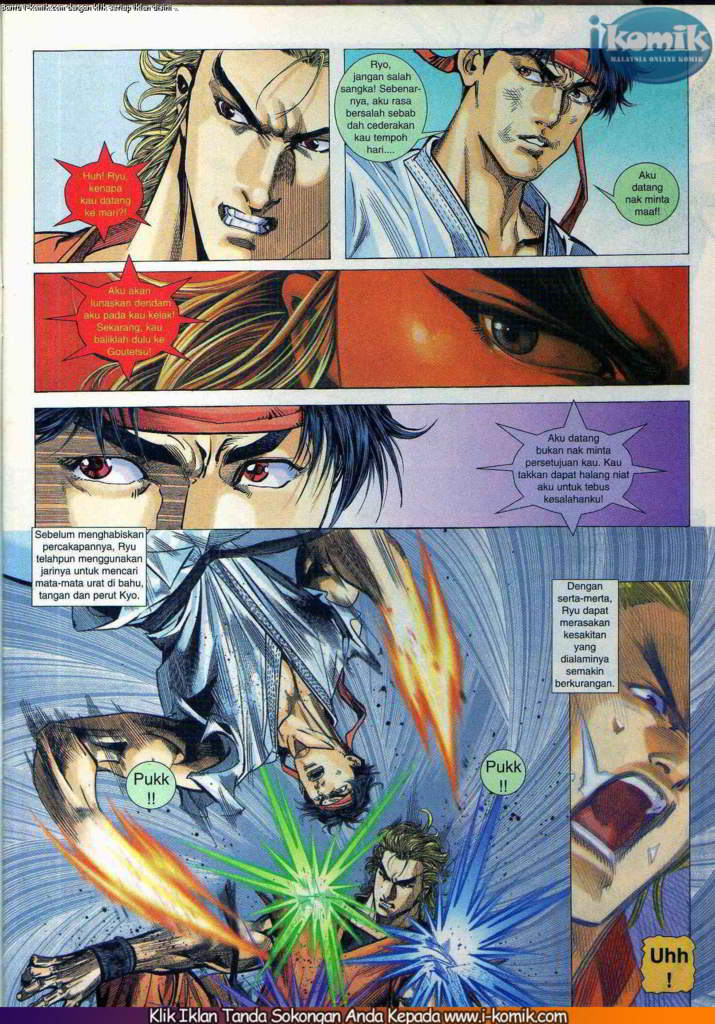 ikomik
MALAYSIA ONLINE KOMIK
Huh! Ryu,
kenapa
kau datang
ke mari?!
Ryo,
jangan salah
sangka! Sebenar-
nya, aku rasa
bersalah sebab
dah cederakan
kau tempoh
hari....
Aku
datang
nak minta
maaf!
Aku akan
lunaskan dendam
aku pada kau kelak!
Sekarang, kau
baliklah dulu ke
Goutetsu!
Aku datang
bukan nak minta
persetujuan kau. Kau
takkan dapat halang niat
aku untuk tebus
kesalahanku!
Sebelum menghabiskan
percakapannya, Ryu
telahpun menggunakan
jarinya untuk mencari
mata-mata urat di bahu,
tangan dan perut Kyo.
Dengan
serta-merta,
Ryu dapat
merasakan
kesakitan
yang
dialaminya
semakin
berkurangan.
Pukk
!!
Pukk
!!
Uhh
!
Klik Iklan Tanda Sokongan Anda Kepada www.i-komik.com